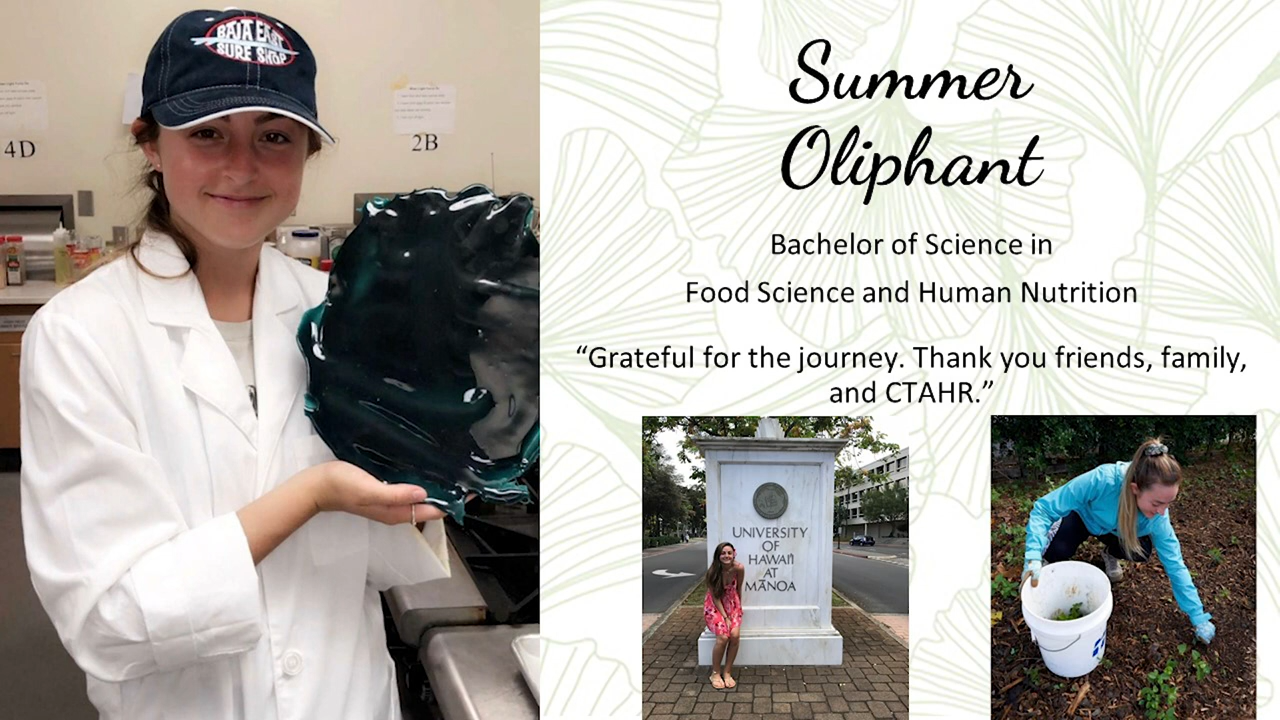 BAJA EAST
SURF SHOP
4D
2B
Summer
Oliphant
Bachelor of Science in
Food Science and Human Nutrition
“Grateful for the journey. Thank you friends, family,
and CTAHR.”
UNIVERSITY
OF
HAWAI‘I
AT
MĀNOA